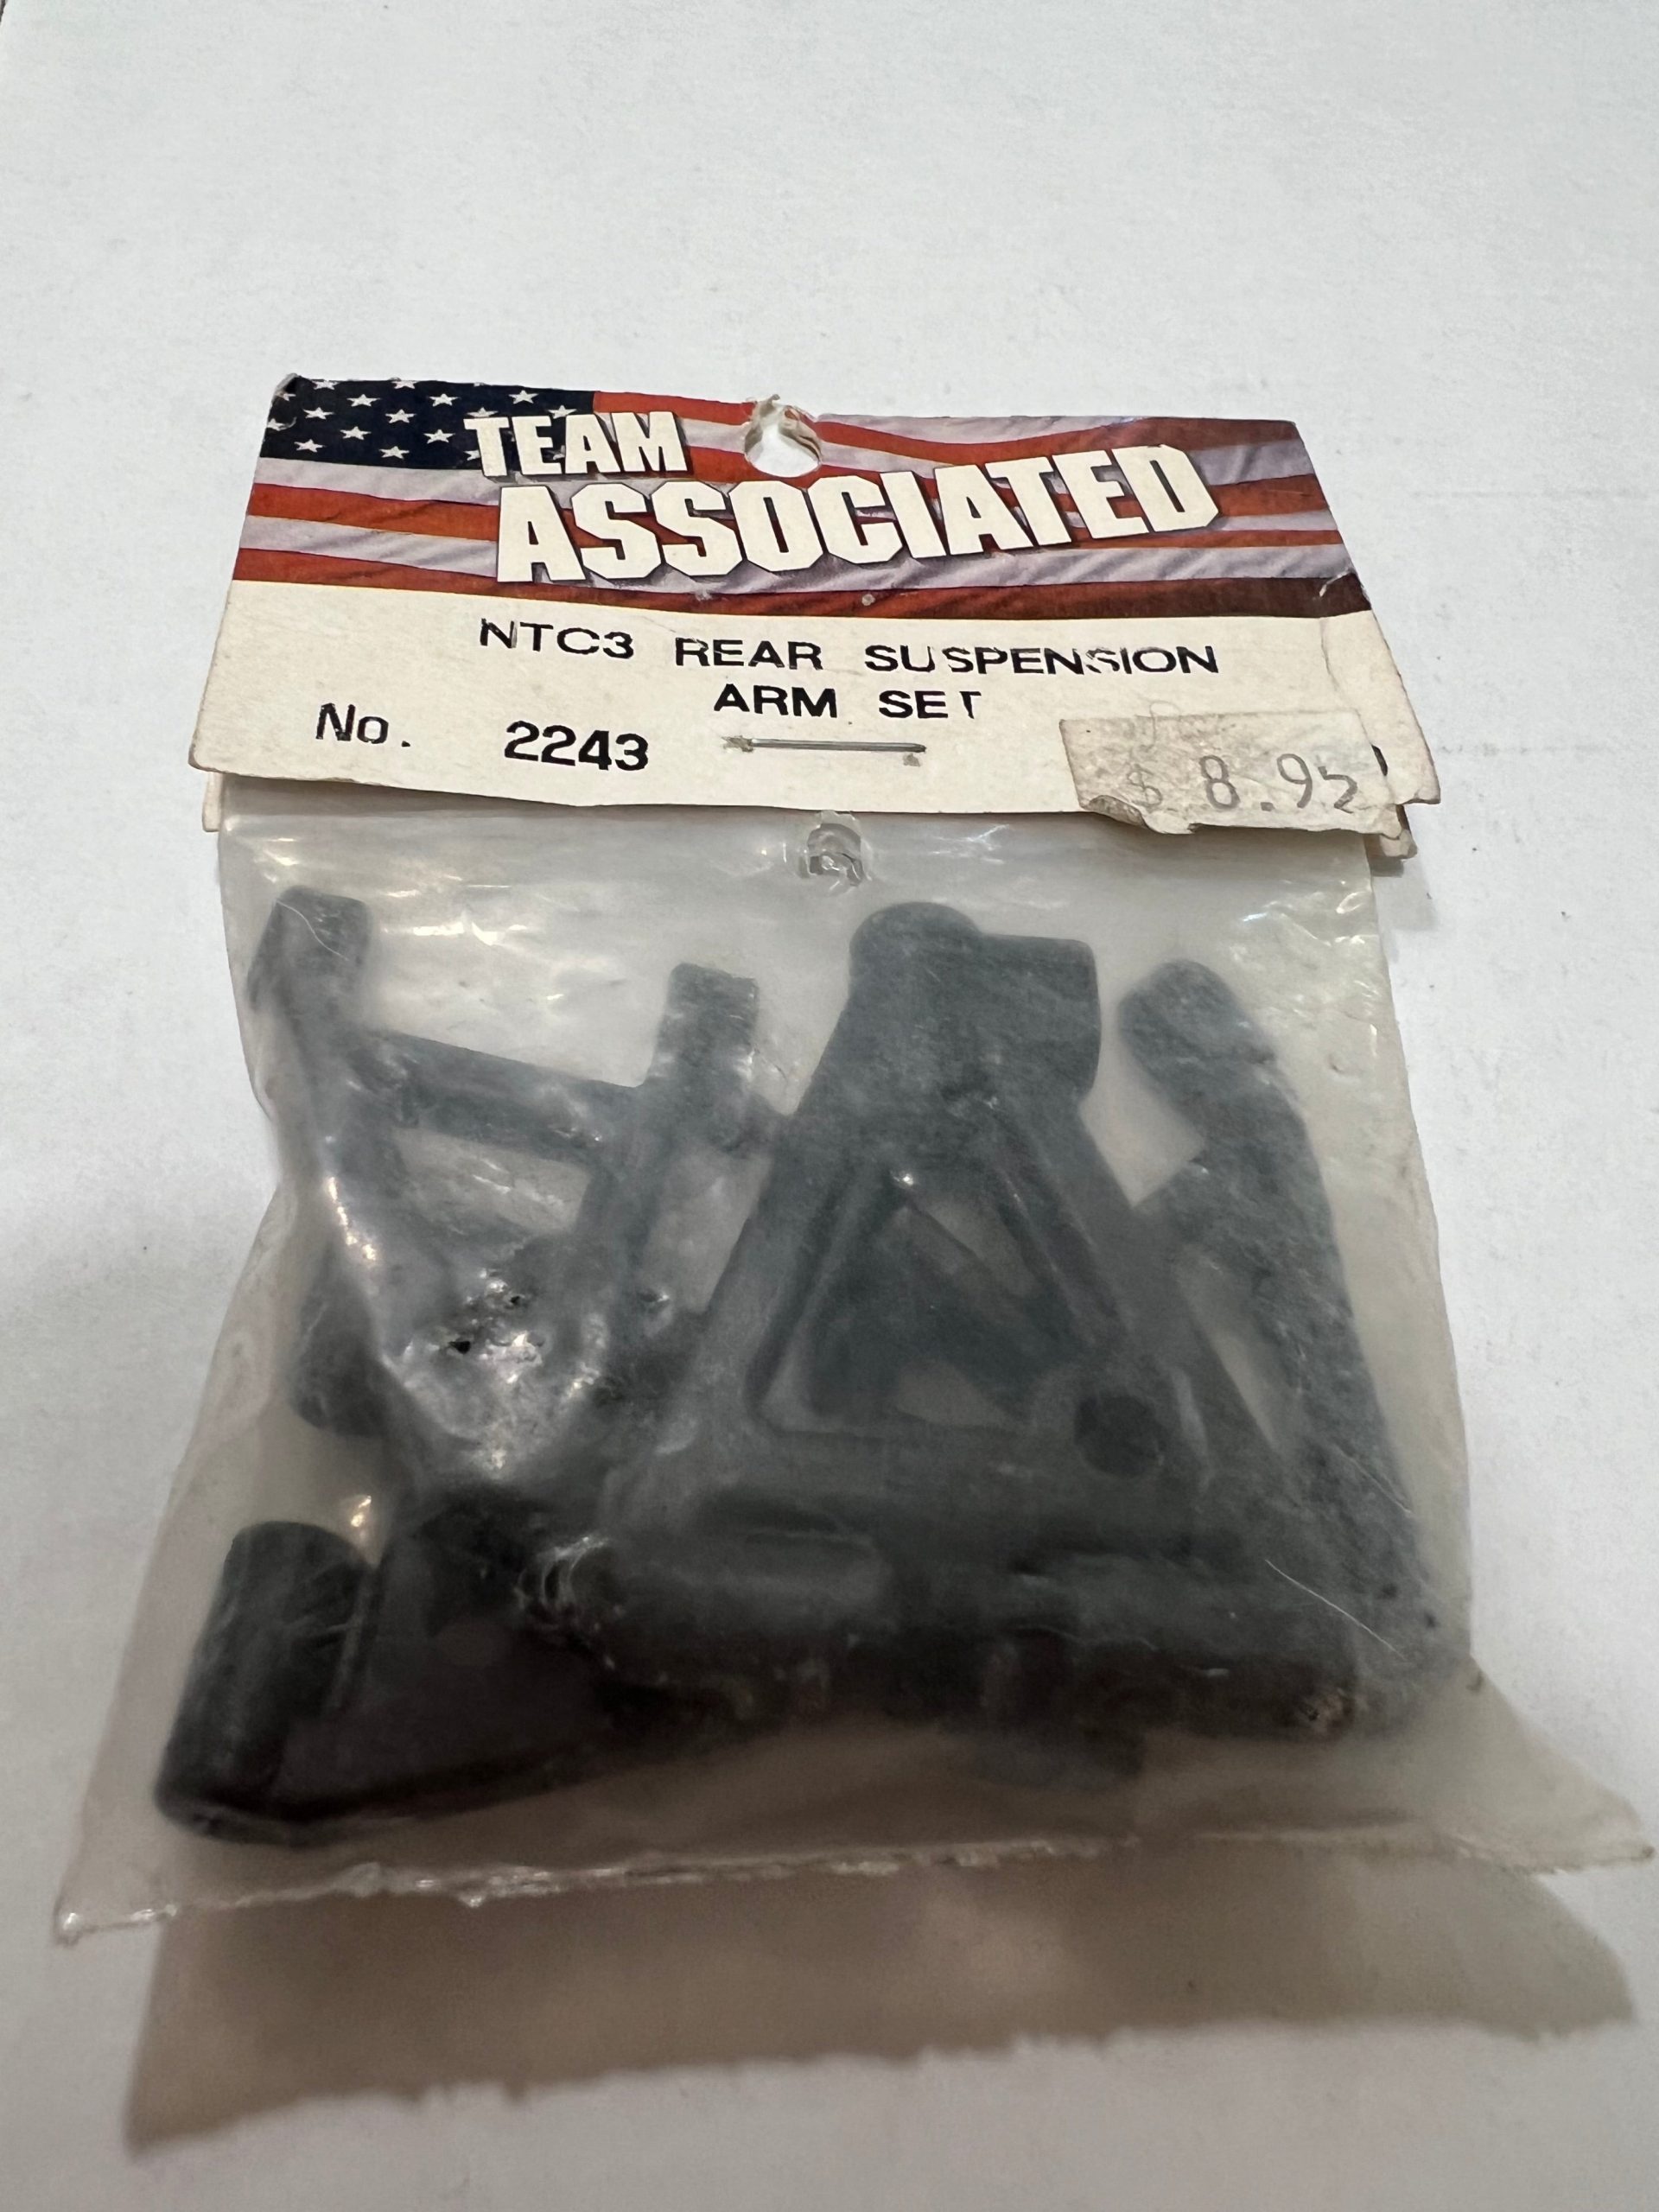 TEAM
ASSOCIATED
NTC3 REAR SUSPENSION
ARM SET
No. 2243
$ 8.95